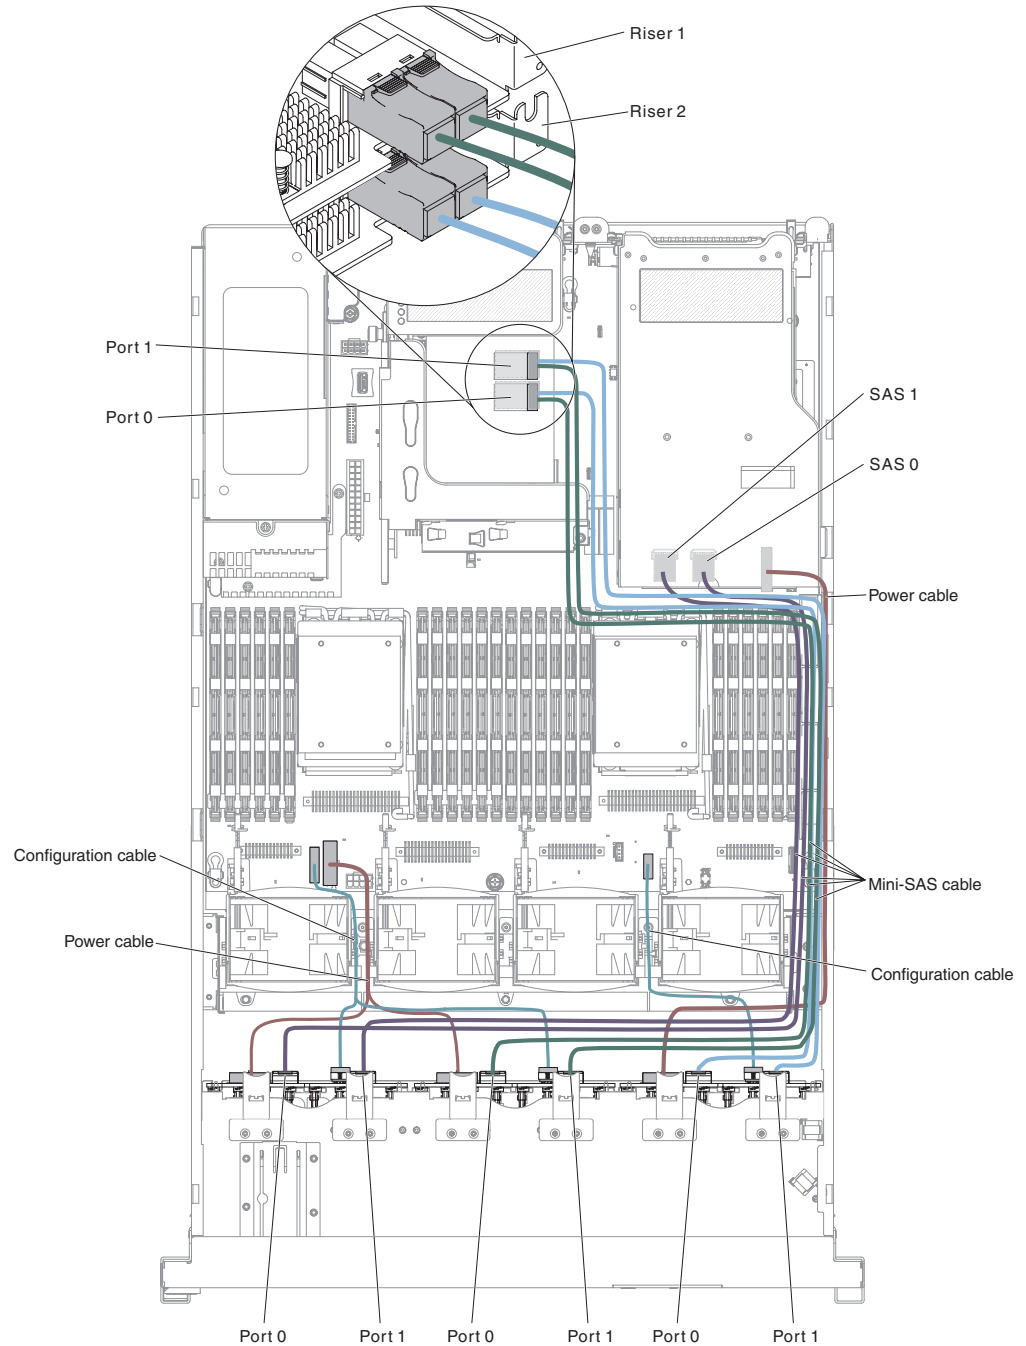 Riser 1
Riser 2
Port 1
Port 0
SAS 1
SAS 0
Power cable
Configuration cable
Mini-SAS cable
Power cable
Configuration cable
Port 0
Port 1
Port 0
Port 1
Port 0
Port 1